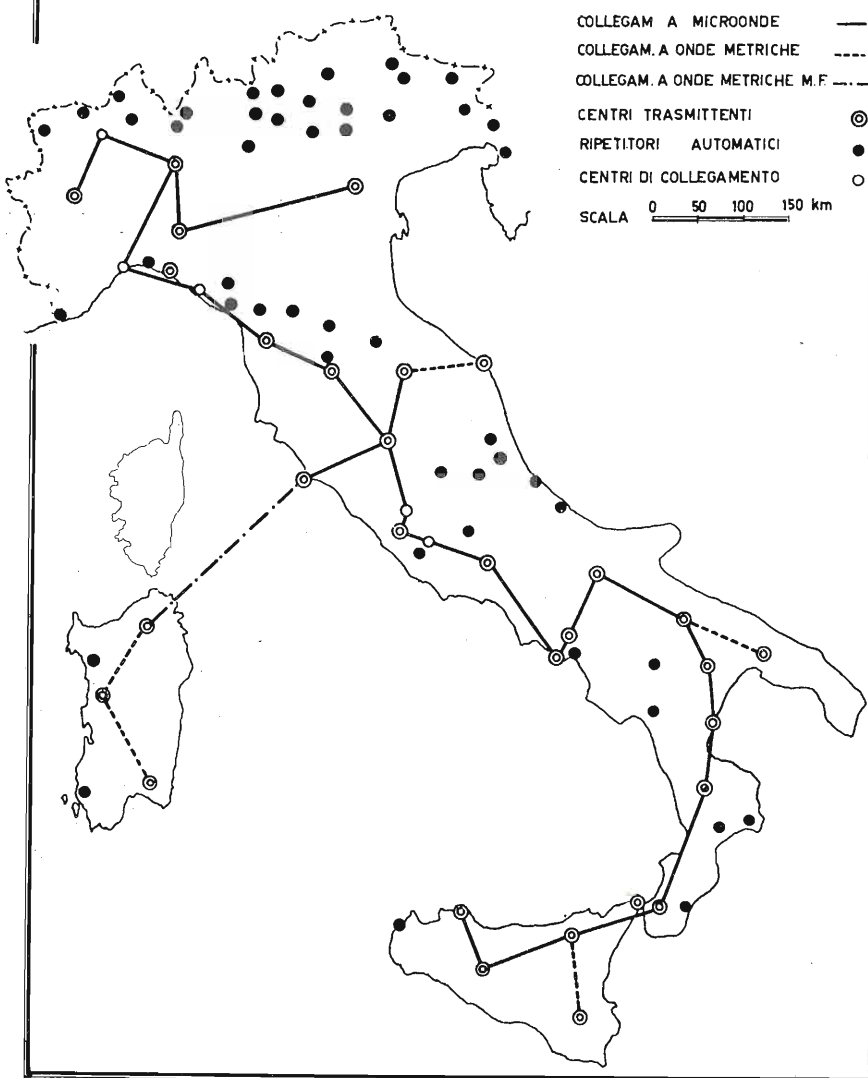 COLLEGAM A MICROONDE
COLLEGAM. A ONDE METRICHE
COLLEGAM. A ONDE METRICHE M.F.
CENTRI TRASMITTENTI
RIPETITORI AUTOMATICI
CENTRI DI COLLEGAMENTO
SCALA 0 50 100 150 km